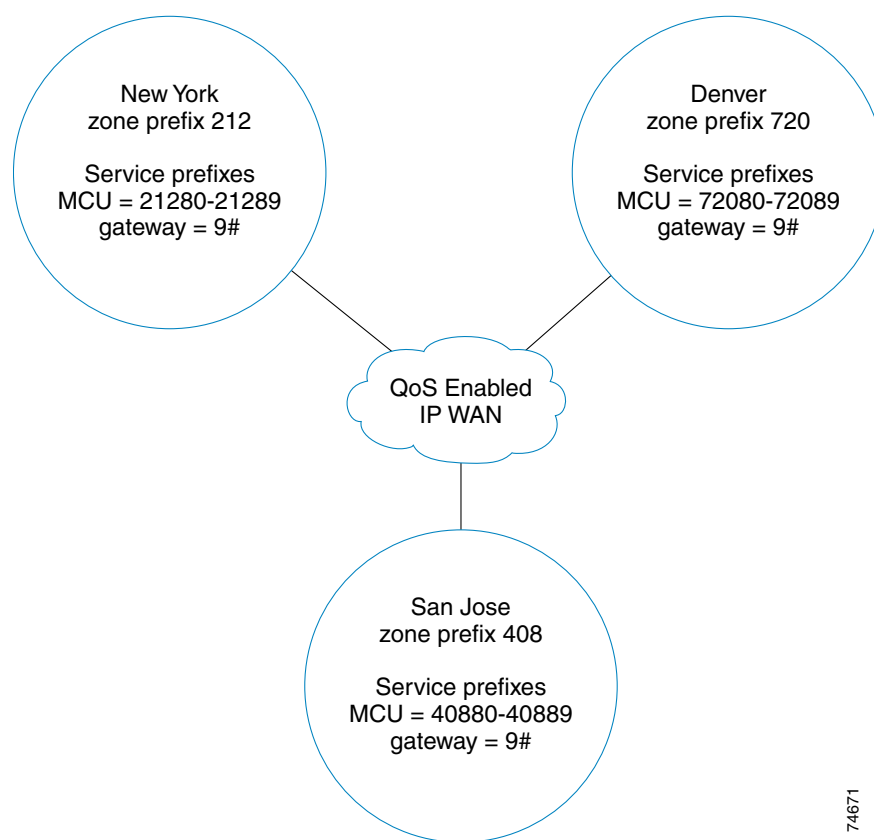 New York
zone prefix 212
Service prefixes
MCU = 21280-21289
gateway = 9#
Denver
zone prefix 720
Service prefixes
MCU = 72080-72089
gateway = 9#
QoS Enabled
IP WAN
San Jose
zone prefix 408
Service prefixes
MCU = 40880-40889
gateway = 9#
74671